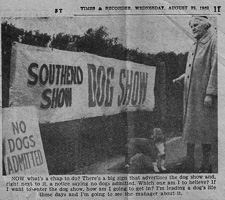 57 TIMES & RECORDER, WEDNESDAY, AUGUST 22, 11
SOUTHEND DOG SHOW
SHOW
NO
DOGS
ADMITTED
NOW what's a chap to do? There's a big sign that advertises the dog show and,
right next to it, a notice saying no dogs admitted. Which one am I to believe? If
I want to enter the dog show, how am I going to get in? I'm leading a dog's life
these days and I'm going to see the manager about it.